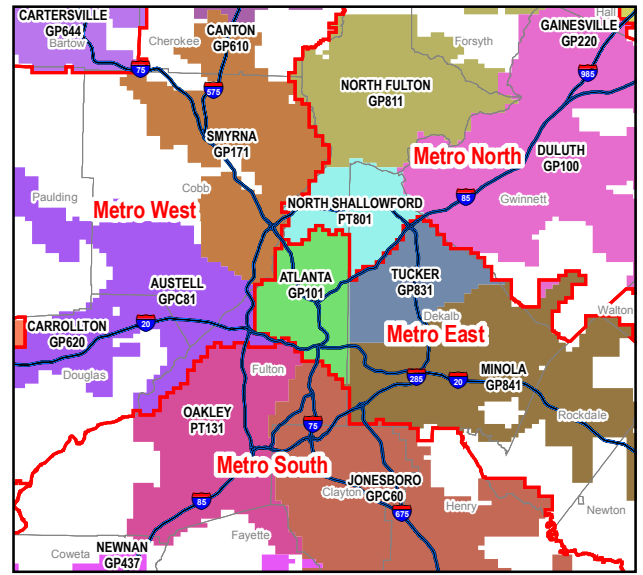 CARTERSVILLE
GP644
Bartow
Cherokee
CANTON
GP610
Hall
GAINESVILLE
GP220
Forsyth
75
575
985
NORTH FULTON
GP811
SMYRNA
GP171
Metro North
DULUTH
GP100
Cobb
Paulding
Metro West
NORTH SHALLOWFORD
PT801
85
Gwinnett
AUSTELL
GPC81
ATLANTA
GP101
TUCKER
GP831
Dekalb
Walton
CARROLLTON
GP620
20
Metro East
Douglas
Fulton
285
20
MINOLA
GP841
OAKLEY
PT131
75
Rockdale
Metro South
JONESBORO
GPC60
Clayton
Henry
85
675
Newton
Fayette
NEWNAN
GP437
Coweta